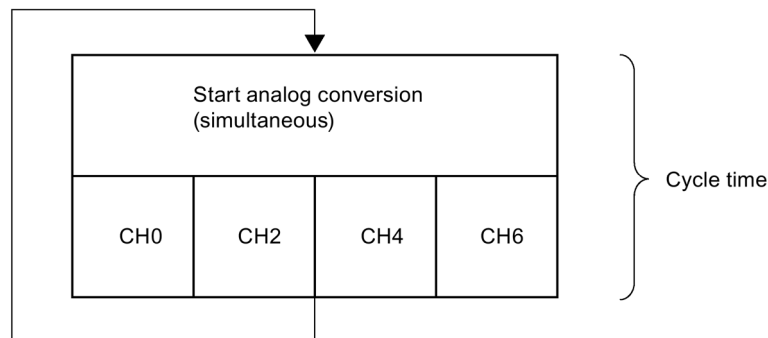 Start analog conversion
(simultaneous)
Cycle time
CH0 CH2 CH4 CH6